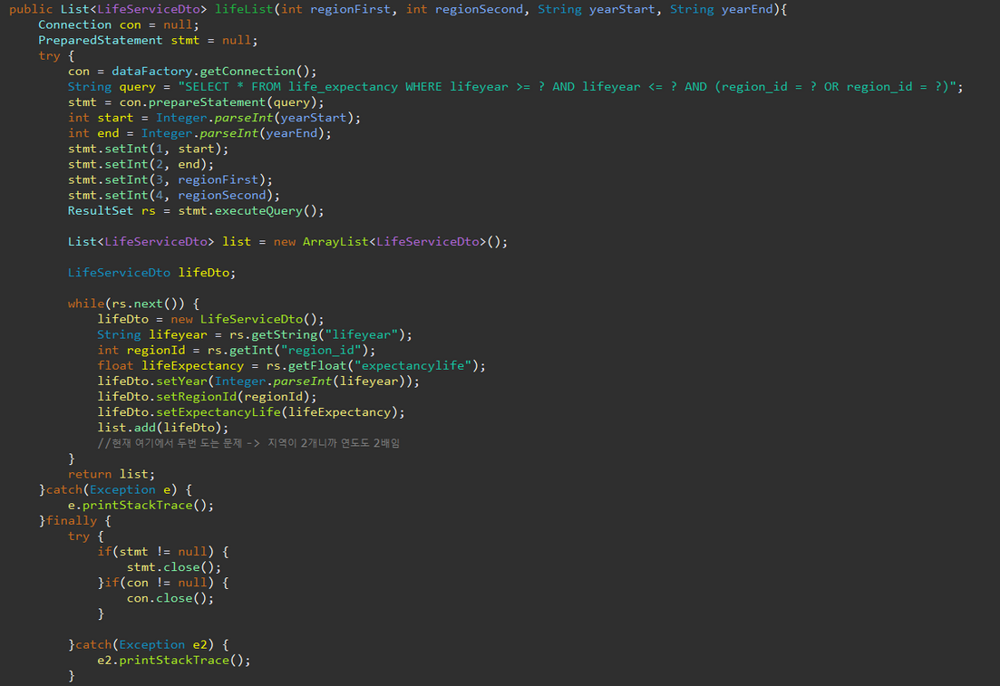 public List<LifeServiceDto> lifeList(int regionFirst, int regionSecond, String yearStart, String yearEnd){
    Connection con = null;
    PreparedStatement stmt = null;
    try {
        con = dataFactory.getConnection();
        String query = "SELECT * FROM life_expectancy WHERE lifeyear >= ? AND lifeyear <= ? AND (region_id = ? OR region_id = ?)";
        stmt = con.prepareStatement(query);
        int start = Integer.parseInt(yearStart);
        int end = Integer.parseInt(yearEnd);
        stmt.setInt(1, start);
        stmt.setInt(2, end);
        stmt.setInt(3, regionFirst);
        stmt.setInt(4, regionSecond);
        ResultSet rs = stmt.executeQuery();

        List<LifeServiceDto> list = new ArrayList<LifeServiceDto>();

        LifeServiceDto lifeDto;

        while(rs.next()) {
            lifeDto = new LifeServiceDto();
            String lifeyear = rs.getString("lifeyear");
            int regionId = rs.getInt("region_id");
            float lifeExpectancy = rs.getFloat("expectancylife");
            lifeDto.setYear(Integer.parseInt(lifeyear));
            lifeDto.setRegionId(regionId);
            lifeDto.setExpectancyLife(lifeExpectancy);
            list.add(lifeDto);
            //현재 여기에서 두번 도는 문제 -> 지역이 2개니까 연도도 2배임
        }
        return list;
    }catch(Exception e) {
        e.printStackTrace();
    }finally {
        try {
            if(stmt != null) {
                stmt.close();
            }if(con != null) {
                con.close();
            }

        }catch(Exception e2) {
            e2.printStackTrace();
        }